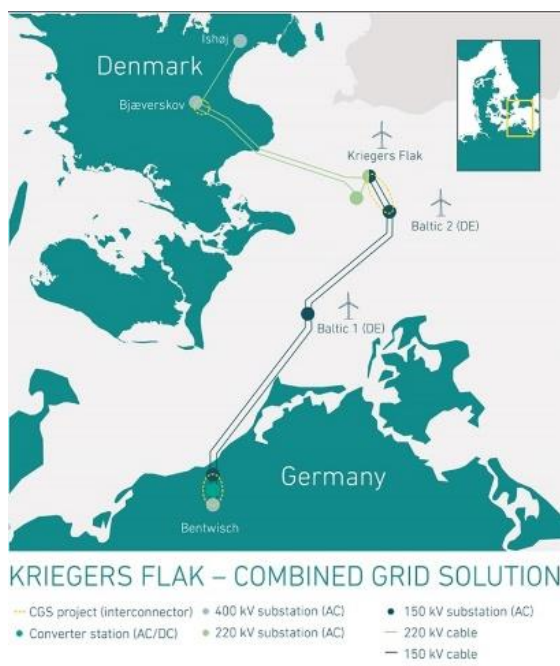 Ishøj
Denmark
Bjæverskov
Kriegers Flak
Baltic 2 (DE)
Baltic 1 (DE)
Germany
Bentwisch
KRIEGERS FLAK – COMBINED GRID SOLUTION
CGS project (interconnector)
400 kV substation (AC)
150 kV substation (AC)
Converter station (AC/DC)
220 kV substation (AC)
220 kV cable
150 kV cable